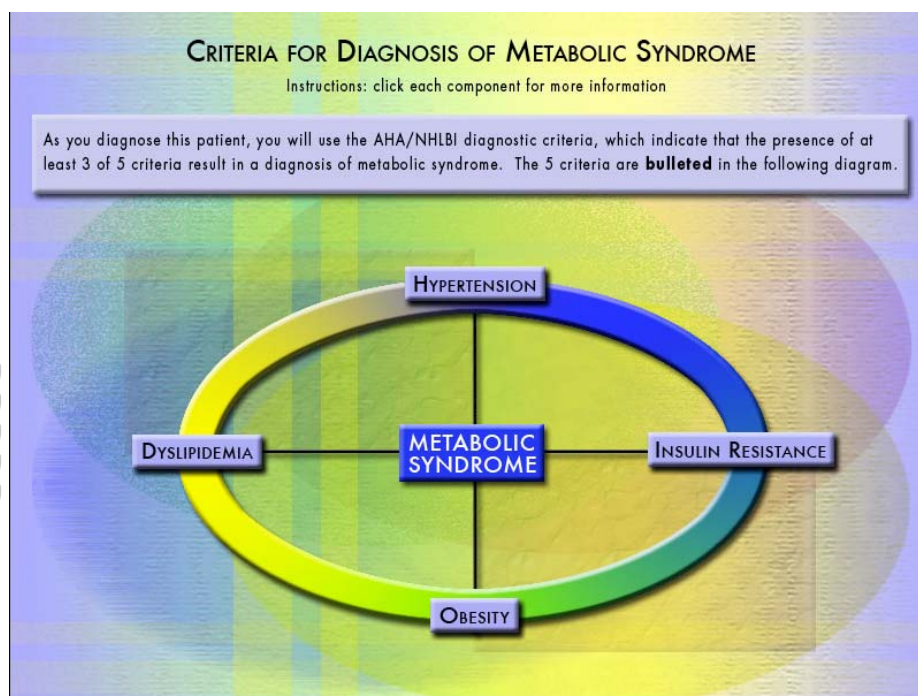 CRITERIA FOR DIAGNOSIS OF METABOLIC SYNDROME
Instructions: click each component for more information
As you diagnose this patient, you will use the AHA/NHLBI diagnostic criteria, which indicate that the presence of at
least 3 of 5 criteria result in a diagnosis of metabolic syndrome. The 5 criteria are bulleted in the following diagram.
HYPERTENSION
DYSLIPIDEMIA
METABOLIC
SYNDROME
INSULIN RESISTANCE
OBESITY